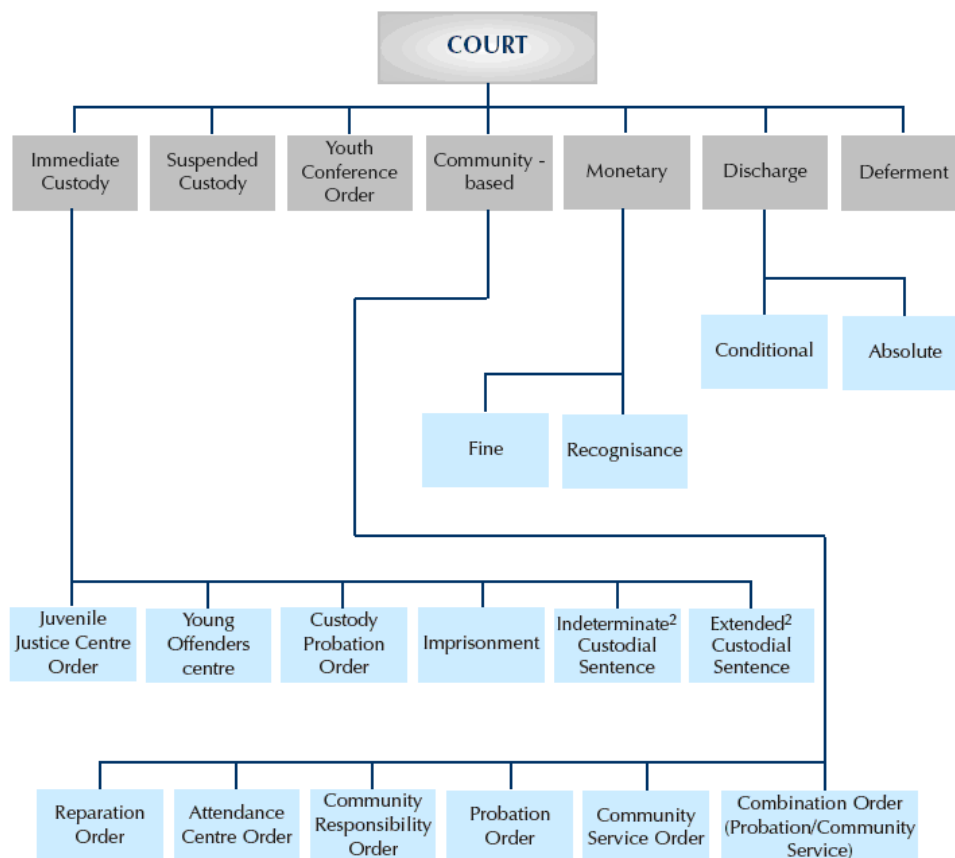 COURT
Immediate
Custody
Suspended
Custody
Youth
Conference
Order
Community -
based
Monetary
Discharge
Deferment
Conditional
Absolute
Fine
Recognisance
Juvenile
Justice Centre
Order
Young
Offenders
centre
Custody
Probation
Order
Imprisonment
Indeterminate²
Custodial
Sentence
Extended²
Custodial
Sentence
Reparation
Order
Attendance
Centre Order
Community
Responsibility
Order
Probation
Order
Community
Service Order
Combination Order
(Probation/Community
Service)